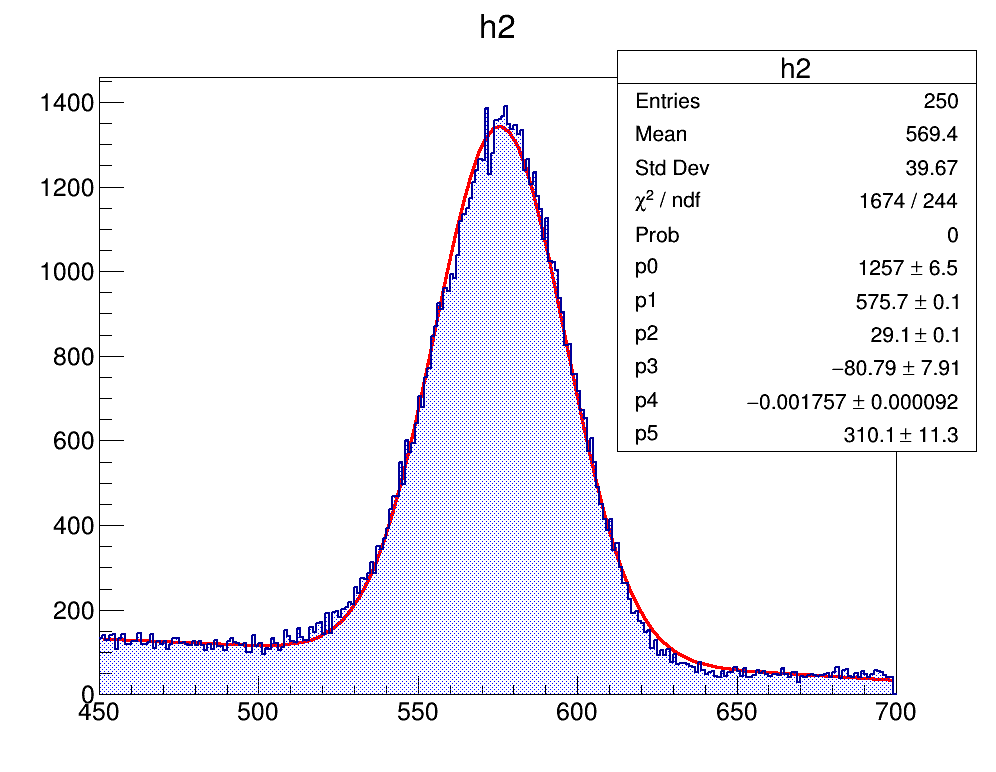 h2
h2
Entries 250
Mean 569.4
Std Dev 39.67
χ² / ndf 1674 / 244
Prob 0
p0 1257 ± 6.5
p1 575.7 ± 0.1
p2 29.1 ± 0.1
p3 −80.79 ± 7.91
p4 −0.001757 ± 0.000092
p5 310.1 ± 11.3
1400
1200
1000
800
600
400
200
0
450 500 550 600 650 700